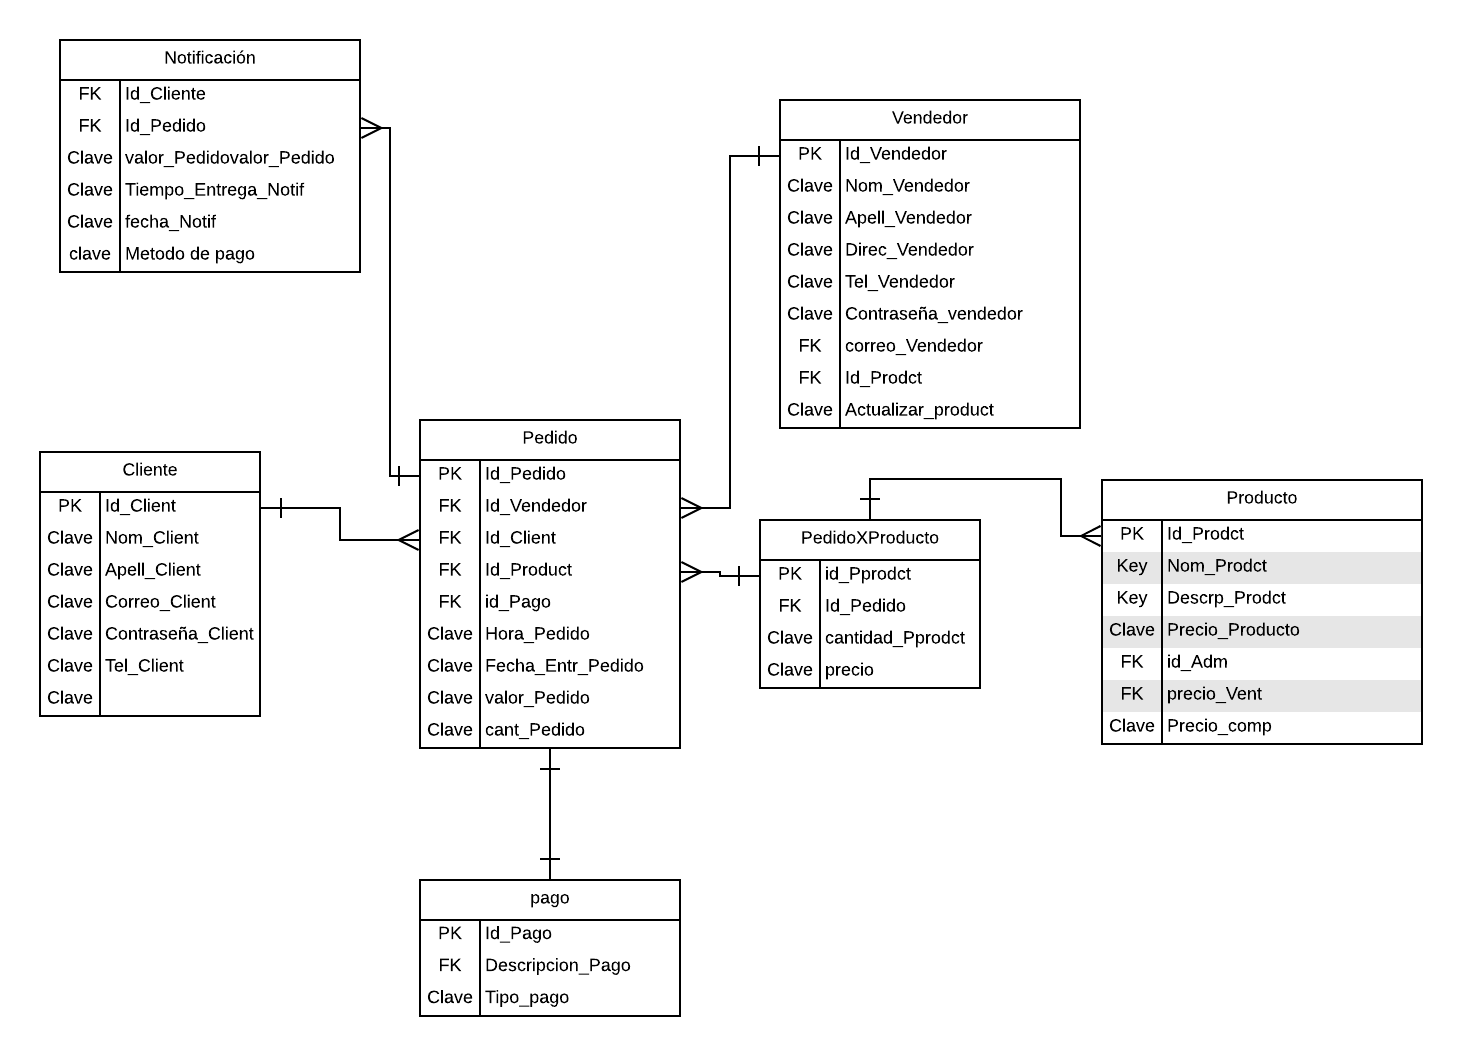 Notificación
FK Id_Cliente
FK Id_Pedido
Clave valor_Pedidovalor_Pedido
Clave Tiempo_Entrega_Notif
Clave fecha_Notif
clave Metodo de pago
Vendedor
PK Id_Vendedor
Clave Nom_Vendedor
Clave Apell_Vendedor
Clave Direc_Vendedor
Clave Tel_Vendedor
Clave Contraseña_vendedor
FK correo_Vendedor
FK Id_Prodct
Clave Actualizar_product
Cliente
PK Id_Client
Clave Nom_Client
Clave Apell_Client
Clave Correo_Client
Clave Contraseña_Client
Clave Tel_Client
Clave
Pedido
PK Id_Pedido
FK Id_Vendedor
FK Id_Client
FK Id_Product
FK id_Pago
Clave Hora_Pedido
Clave Fecha_Entr_Pedido
Clave valor_Pedido
Clave cant_Pedido
PedidoXProducto
PK id_Pprodct
FK Id_Pedido
Clave cantidad_Pprodct
Clave precio
Producto
PK Id_Prodct
Key Nom_Prodct
Key Descrp_Prodct
Clave Precio_Producto
FK id_Adm
FK precio_Vent
Clave Precio_comp
pago
PK Id_Pago
FK Descripcion_Pago
Clave Tipo_pago